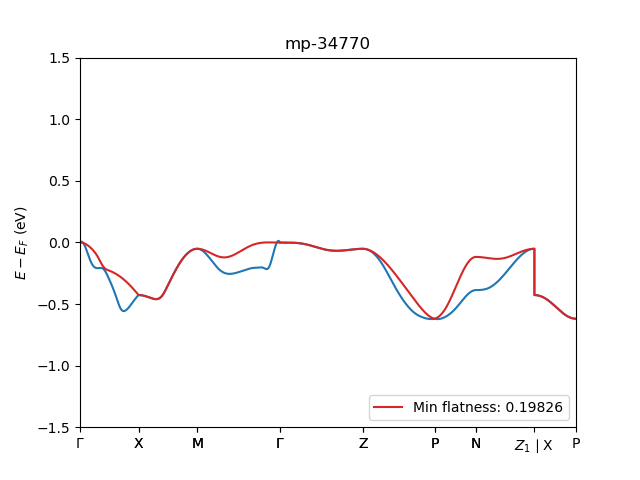 mp-34770
E − E_F (eV)
1.5
1.0
0.5
0.0
−0.5
−1.0
−1.5
Min flatness: 0.19826
Γ X M Γ Z P N Z₁ | X P